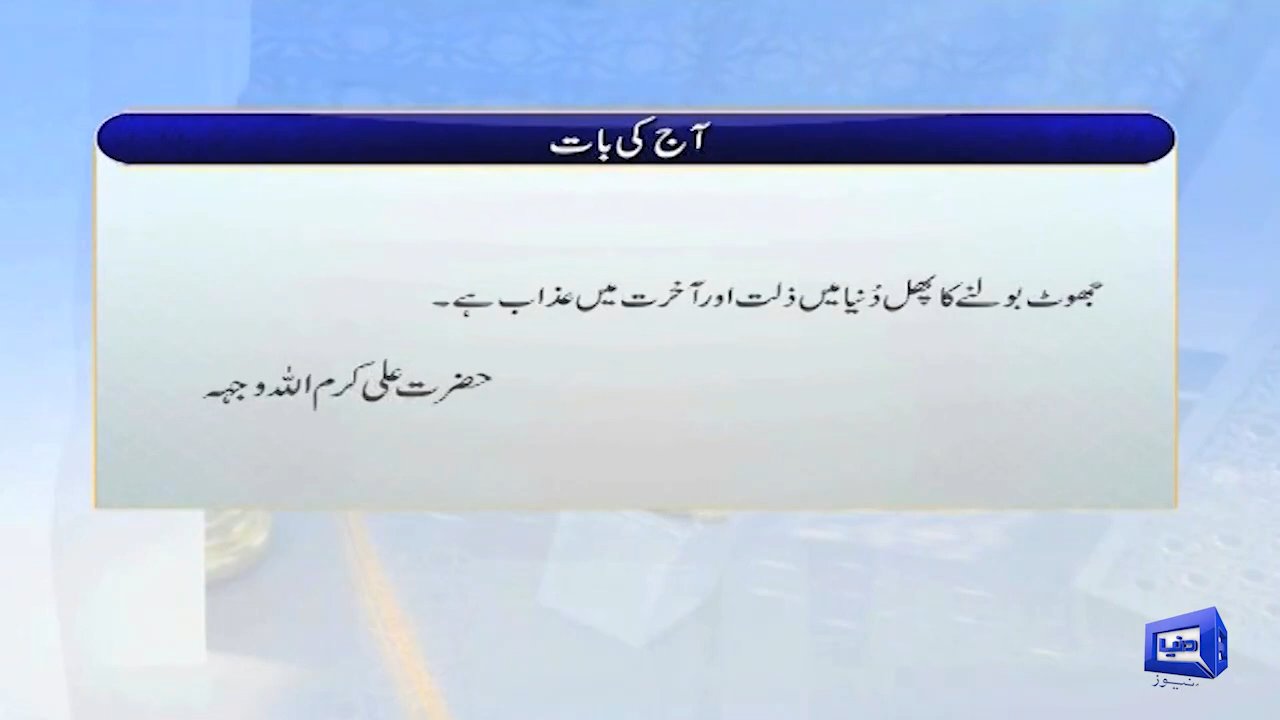 آج کی بات
جھوٹ بولنے کا پھل دُنیا میں ذلت اور آخرت میں عذاب ہے۔
حضرت علی کرم اللہ وجہہ
دنیا
نیوز